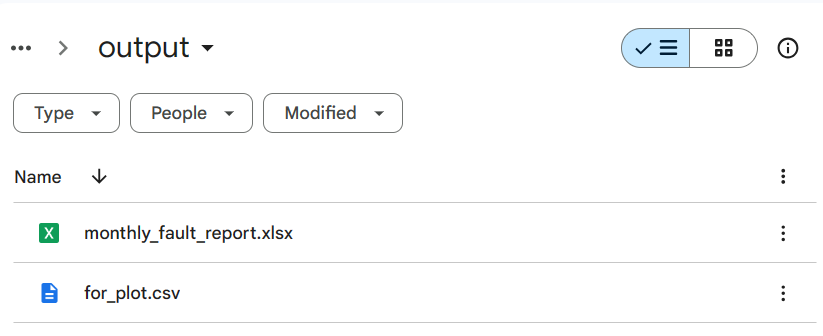 output
Type People Modified
Name
monthly_fault_report.xlsx
for_plot.csv